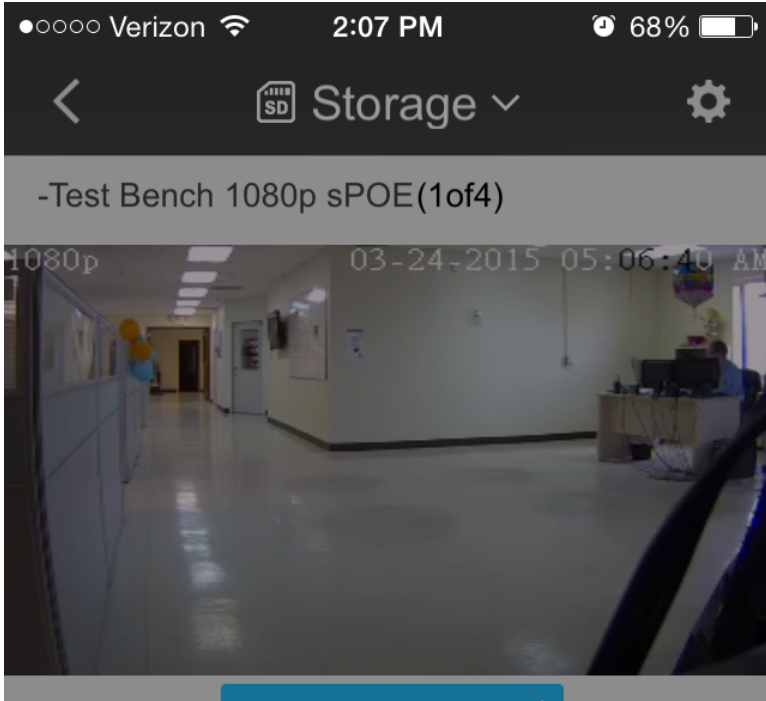 Verizon 2:07 PM 68%
SD Storage
-Test Bench 1080p sPOE(1of4)
1080p 03-24-2015 05:06:40 AM